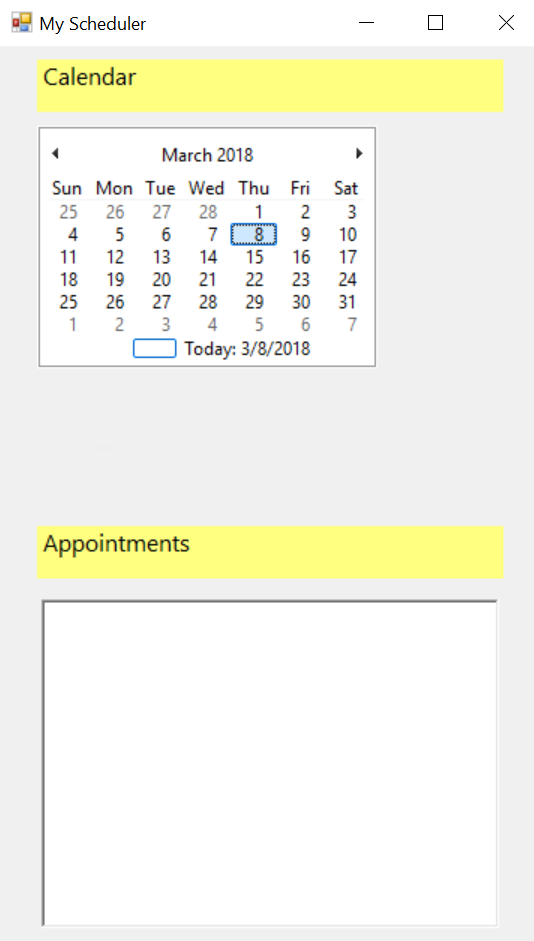 My Scheduler
Calendar
March 2018
Sun Mon Tue Wed Thu Fri Sat
25 26 27 28 1 2 3
4 5 6 7 8 9 10
11 12 13 14 15 16 17
18 19 20 21 22 23 24
25 26 27 28 29 30 31
1 2 3 4 5 6 7
Today: 3/8/2018
Appointments